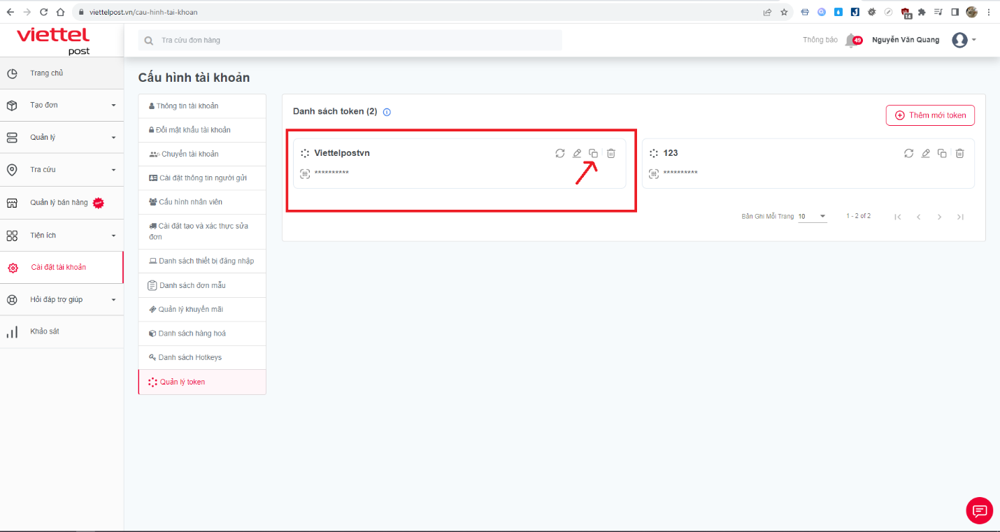 viettelpost.vn/cau-hinh-tai-khoan
14
viettel
post
Tra cứu đơn hàng
Thông báo
49
Nguyễn Văn Quang
Trang chủ
Tạo đơn
Quản lý
Tra cứu
Quản lý bán hàng
Tiện ích
Cài đặt tài khoản
Hỏi đáp trợ giúp
Khảo sát
Cấu hình tài khoản
Thông tin tài khoản
Đổi mật khẩu tài khoản
Chuyển tài khoản
Cài đặt thông tin người gửi
Cấu hình nhân viên
Cài đặt tạo và xác thực sửa
đơn
Danh sách thiết bị đăng nhập
Danh sách đơn mẫu
Quản lý khuyến mãi
Danh sách hàng hoá
Danh sách Hotkeys
Quản lý token
Danh sách token (2)
Thêm mới token
Viettelpostvn
**********
123
**********
Bản Ghi Mỗi Trang 10
1 - 2 of 2